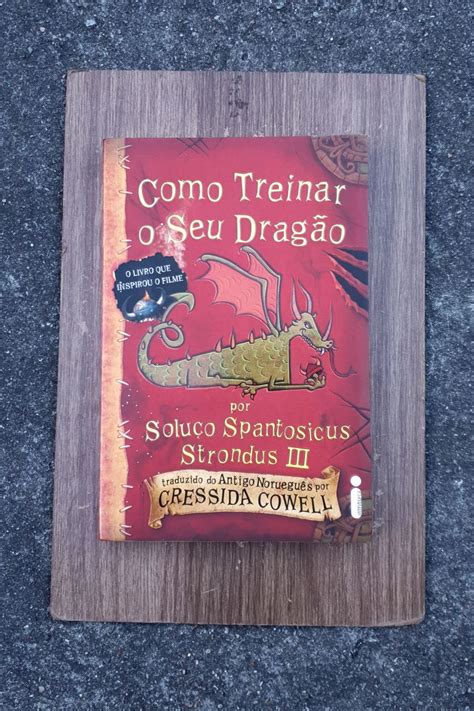 Como Treinar
o Seu Dragão
O LIVRO QUE
INSPIROU O FILME
por
Soluço Spantosicus
Strondus III
traduzido do Antigo Norueguês por
CRESSIDA COWELL